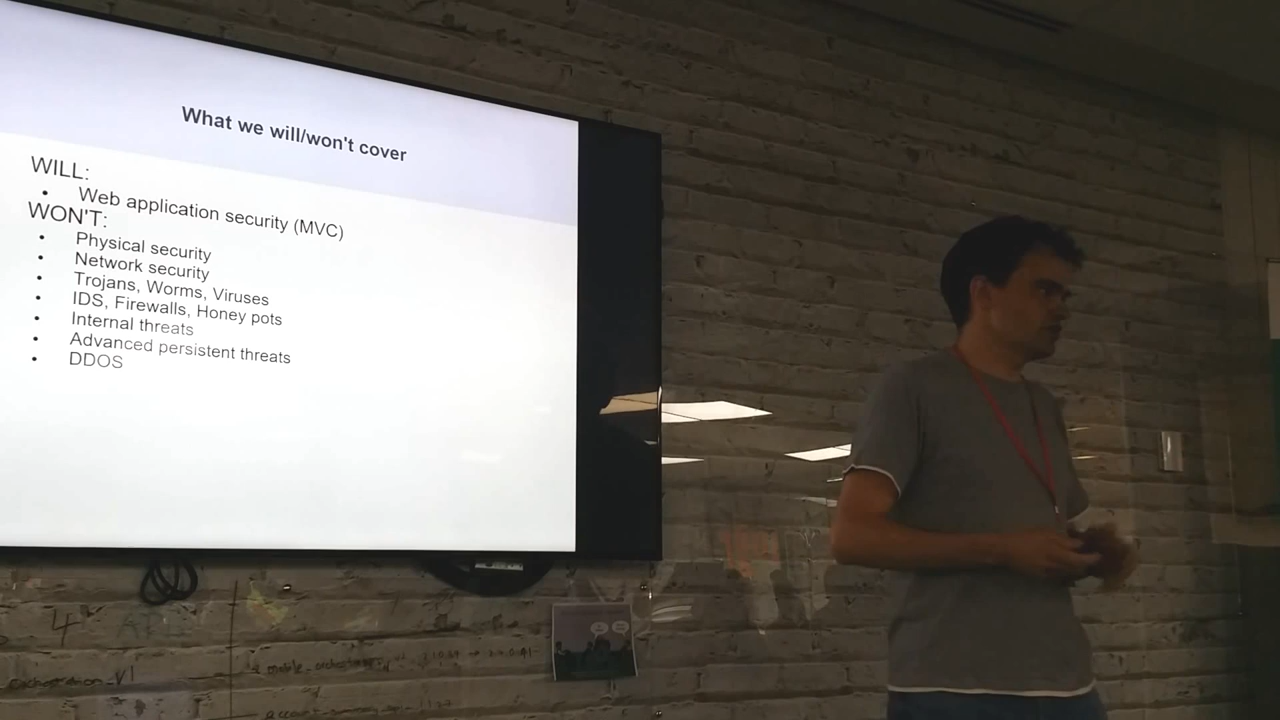 What we will/won't cover
WILL:
• Web application security (MVC)
WON'T:
• Physical security
• Network security
• Trojans, Worms, Viruses
• IDS, Firewalls, Honey pots
• Internal threats
• Advanced persistent threats
• DDOS
4